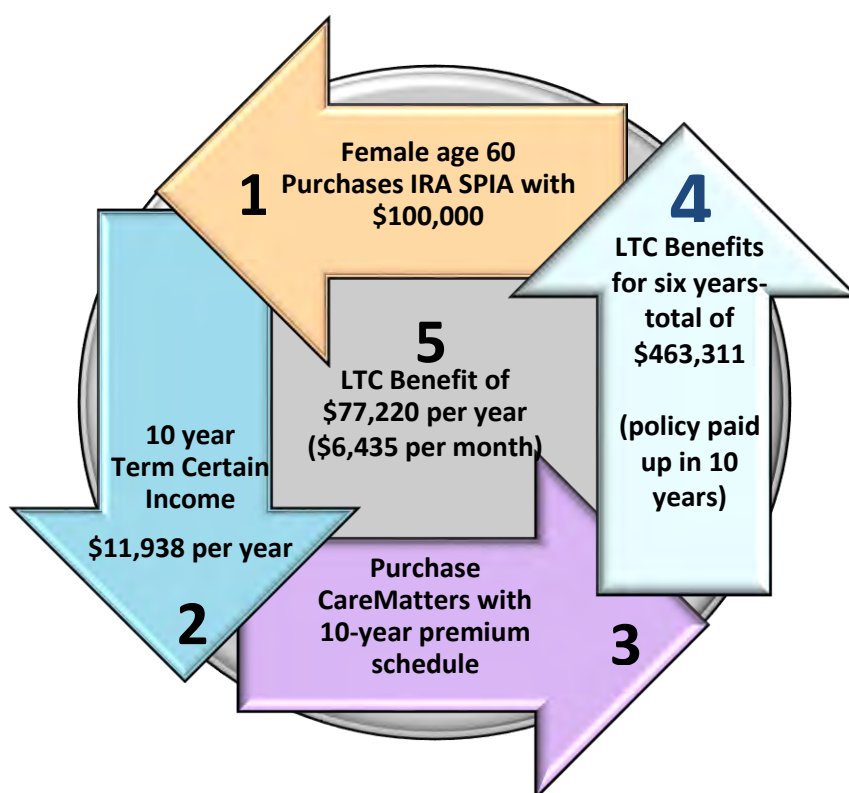 1
Female age 60
Purchases IRA SPIA with
$100,000
2
10 year
Term Certain
Income
$11,938 per year
3
Purchase
CareMatters with
10-year premium
schedule
4
LTC Benefits
for six years-
total of
$463,311
(policy paid
up in 10
years)
5
LTC Benefit of
$77,220 per year
($6,435 per month)